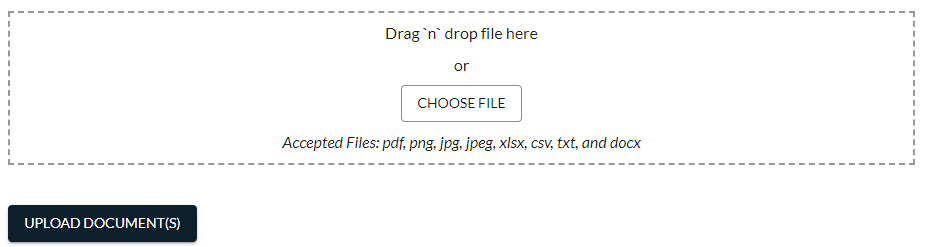 Drag `n` drop file here
or
CHOOSE FILE
Accepted Files: pdf, png, jpg, jpeg, xlsx, csv, txt, and docx
UPLOAD DOCUMENT(S)